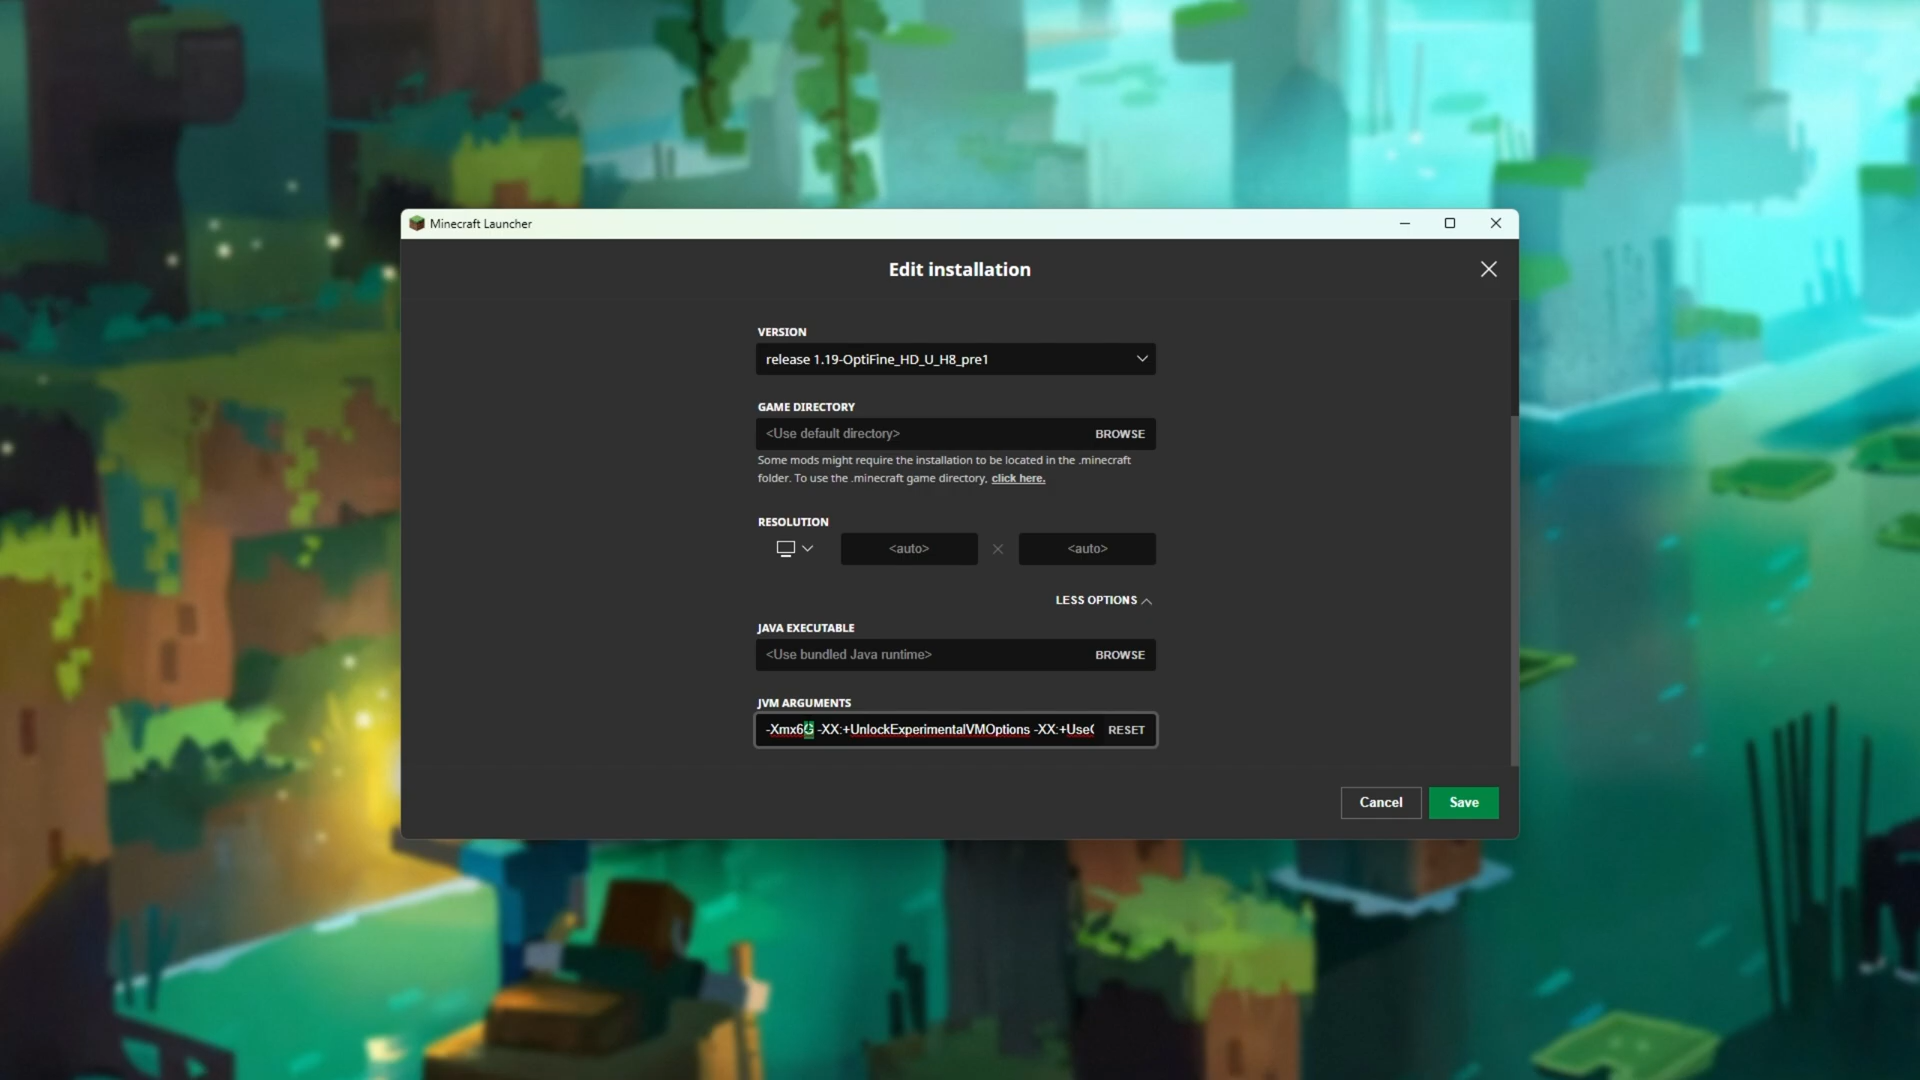 Minecraft Launcher
Edit installation
VERSION
release 1.19-OptiFine_HD_U_H8_pre1
GAME DIRECTORY
<Use default directory> BROWSE
Some mods might require the installation to be located in the .minecraft
folder. To use the .minecraft game directory, click here.
RESOLUTION
<auto> × <auto>
LESS OPTIONS
JAVA EXECUTABLE
<Use bundled Java runtime> BROWSE
JVM ARGUMENTS
-Xmx6G -XX:+UnlockExperimentalVMOptions -XX:+Use RESET
Cancel Save